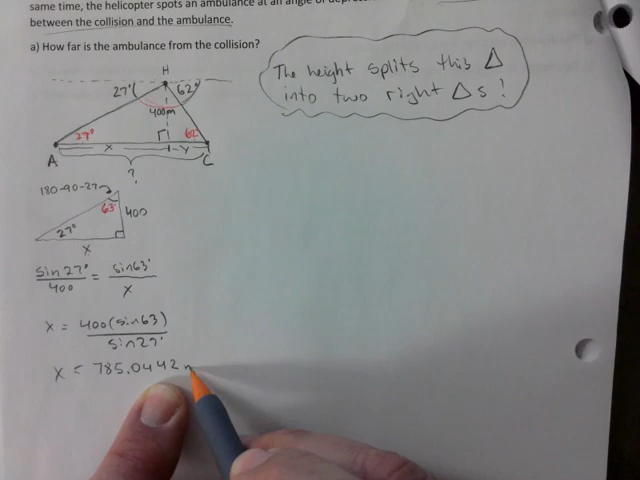 same time, the helicopter spots an ambulance at an angle of
between the collision and the ambulance.
a) How far is the ambulance from the collision?
The height splits this Δ
into two right Δs!
H
27° 62°
400m
27° 62°
x y
A C
?
180-90-27
63° 400
27°
x
sin27° = sin63°
400 x
x = 400(sin63)
sin27°
x = 785.0442